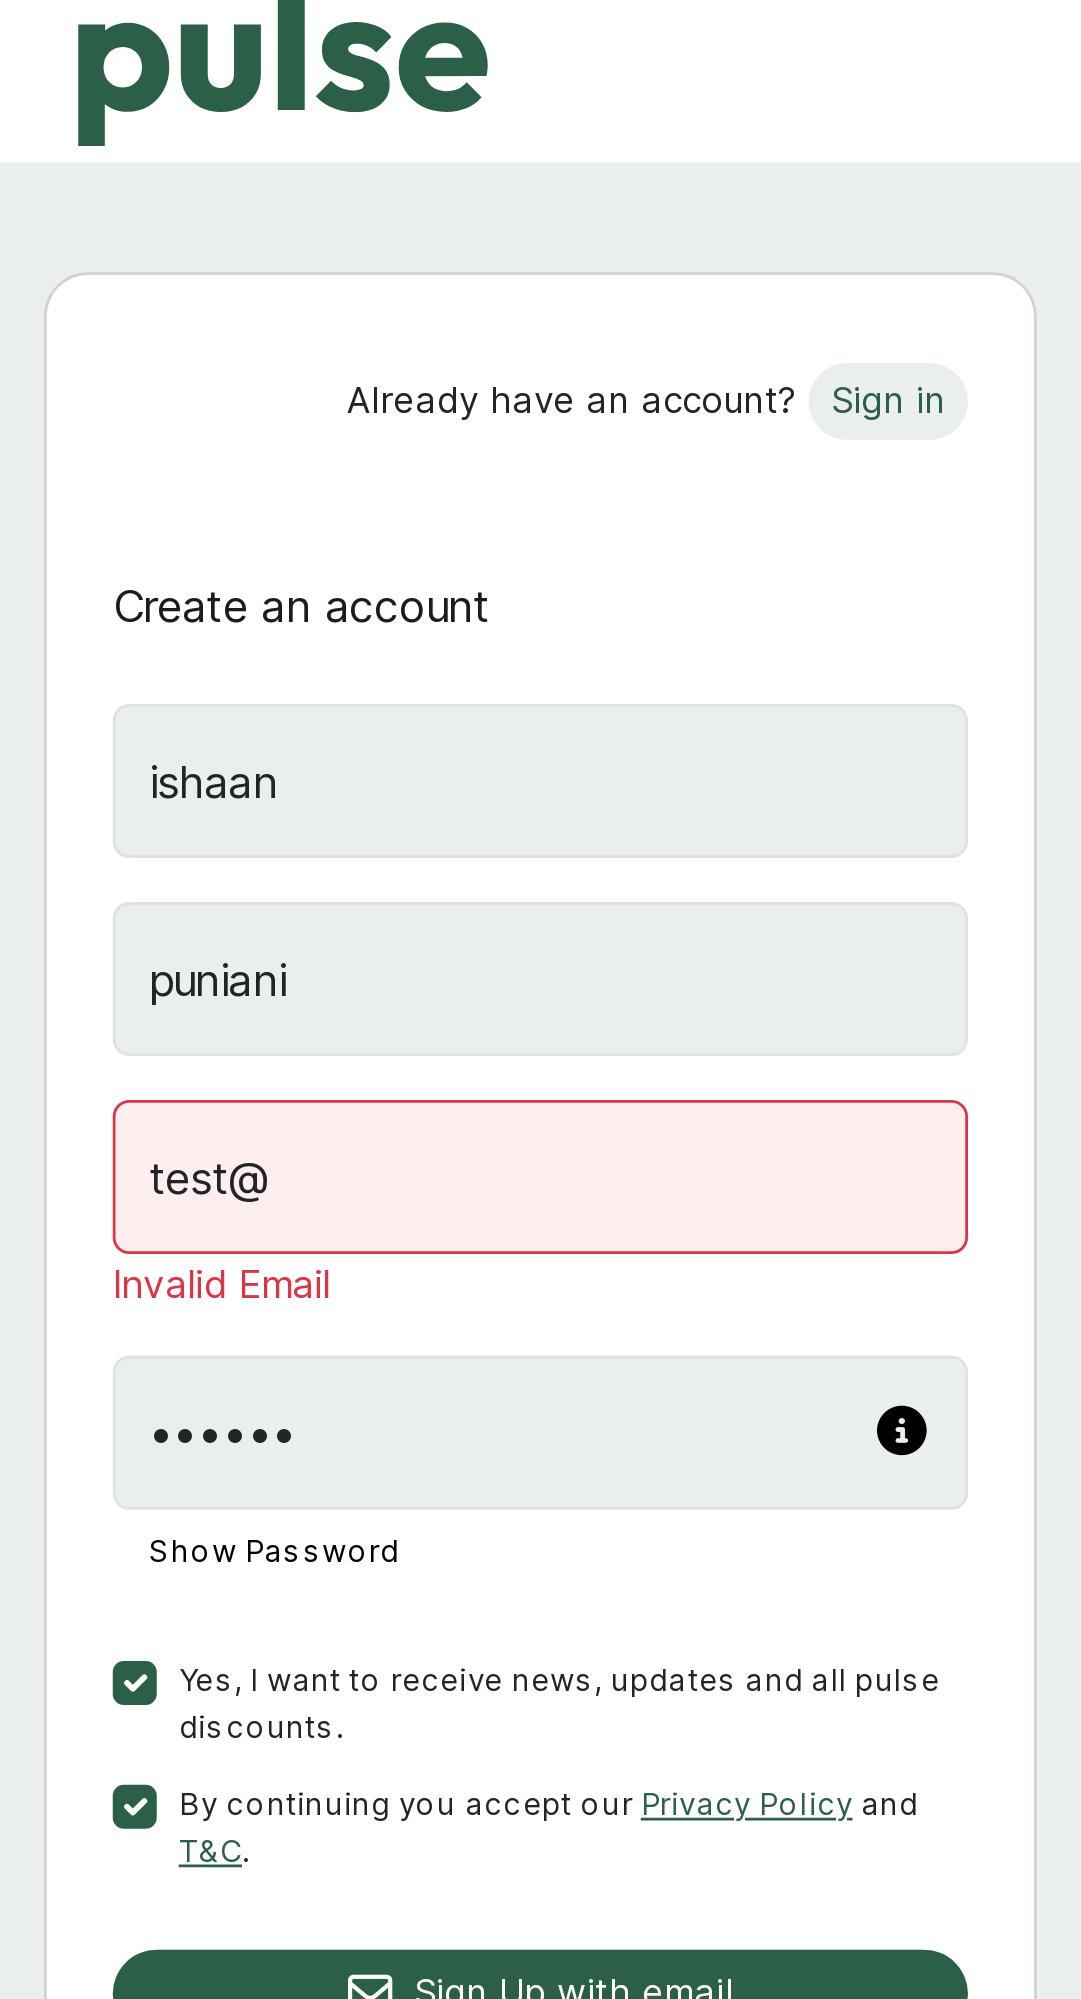 pulse
Already have an account? Sign in
Create an account
ishaan
puniani
test@
Invalid Email
••••••
Show Password
Yes, I want to receive news, updates and all pulse
discounts.
By continuing you accept our Privacy Policy and
T&C.
Sign Up with email